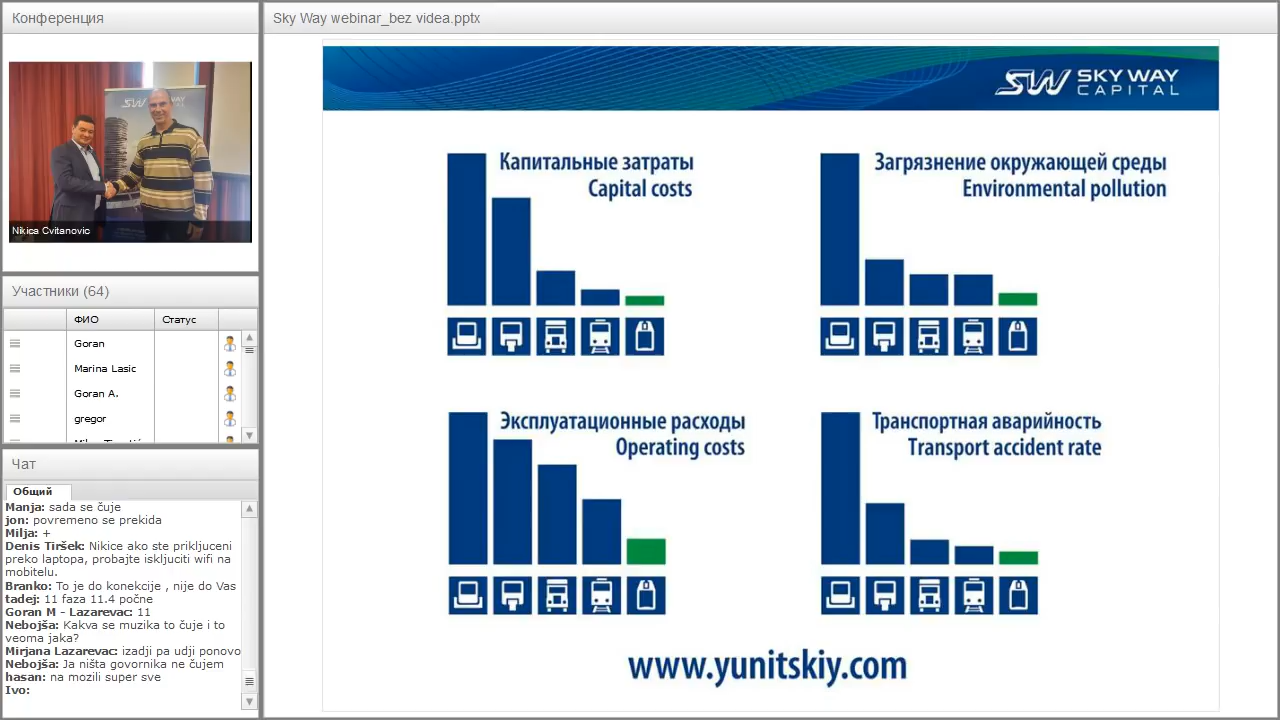 Конференция
Nikica Cvitanovic
Участники (64)
ФИО Статус
Goran
Marina Lasic
Goran A.
gregor
Чат
Общий
Manja: sada se čuje
jon: povremeno se prekida
Milja: +
Denis Tiršek: Nikice ako ste prikljuceni
preko laptopa, probajte iskljuciti wifi na
mobitelu.
Branko: To je do konekcije , nije do Vas
tadej: 11 faza 11.4 počne
Goran M - Lazarevac: 11
Nebojša: Kakva se muzika to čuje i to
veoma jaka?
Mirjana Lazarevac: izadji pa udji ponovo
Nebojša: Ja ništa govornika ne čujem
hasan: na mozili super sve
Ivo:
Sky Way webinar_bez videa.pptx
SW SKY WAY
CAPITAL
Капитальные затраты
Capital costs
Загрязнение окружающей среды
Environmental pollution
Эксплуатационные расходы
Operating costs
Транспортная аварийность
Transport accident rate
www.yunitskiy.com